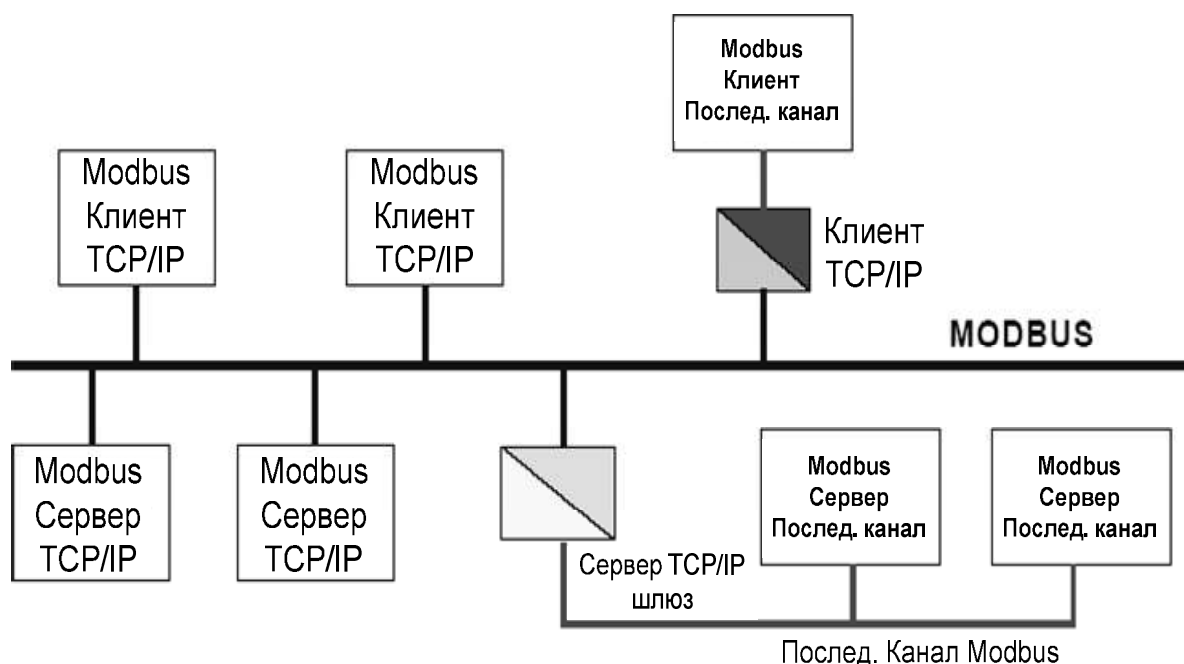 Modbus
Клиент
Послед. канал
Modbus
Клиент
TCP/IP
Modbus
Клиент
TCP/IP
Клиент
TCP/IP
MODBUS
Modbus
Сервер
TCP/IP
Modbus
Сервер
TCP/IP
Modbus
Сервер
Послед. канал
Modbus
Сервер
Послед. канал
Сервер TCP/IP
шлюз
Послед. Канал Modbus